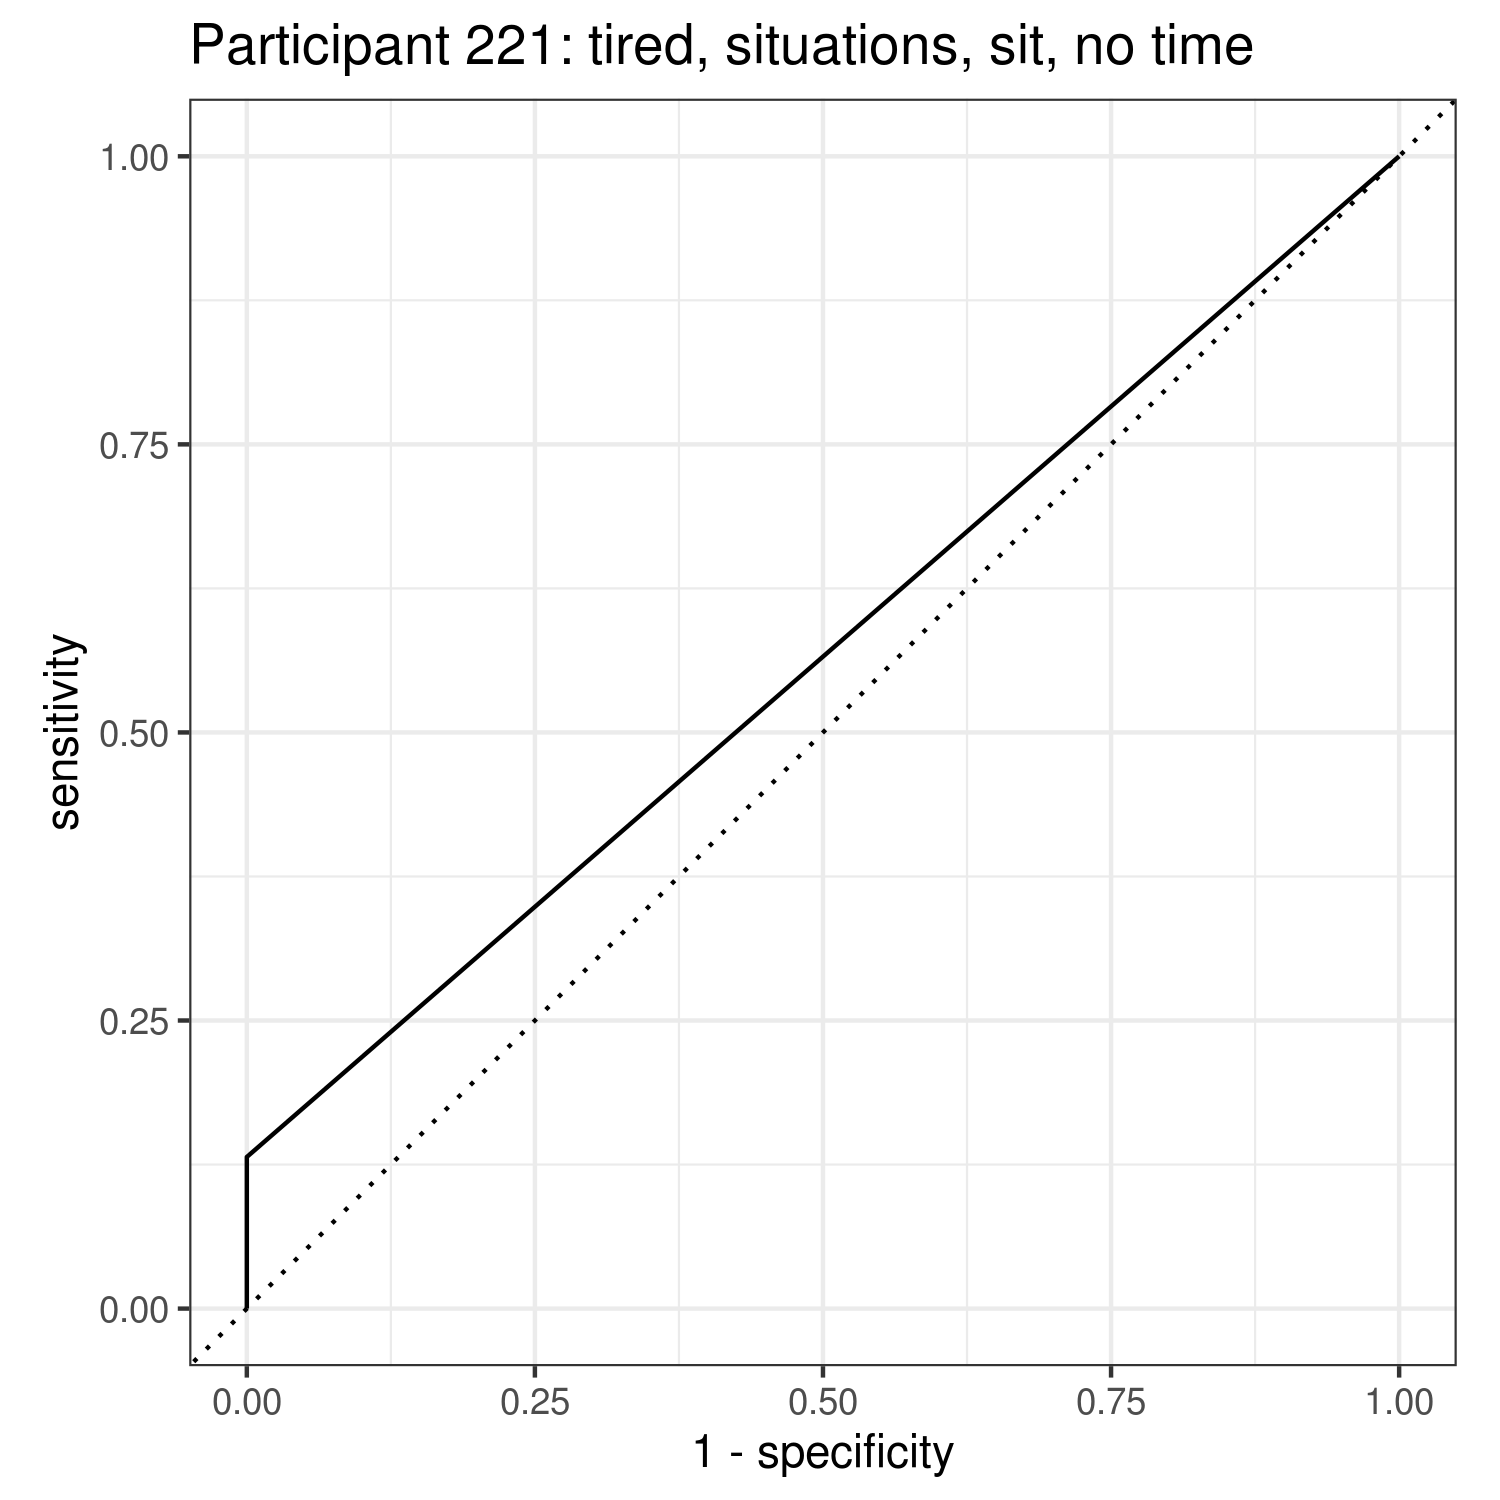 Participant 221: tired, situations, sit, no time
1.00
0.75
0.50
0.25
0.00
sensitivity
0.00 0.25 0.50 0.75 1.00
1 - specificity